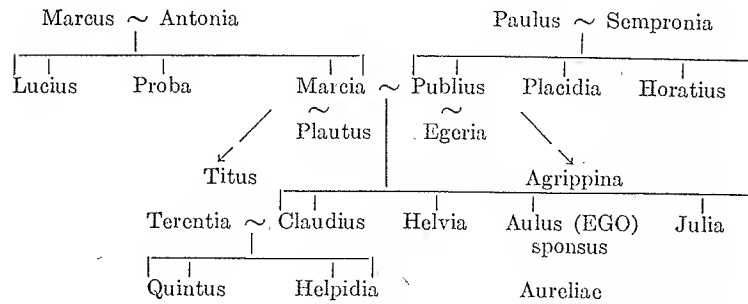 Marcus ~ Antonia Paulus ~ Sempronia
Lucius Proba Marcia ~ Publius Placidia Horatius
~ ~
Plautus Egeria
Titus Agrippina
Terentia ~ Claudius Helvia Aulus (EGO) Julia
sponsus
Quintus Helpidia Aureliae